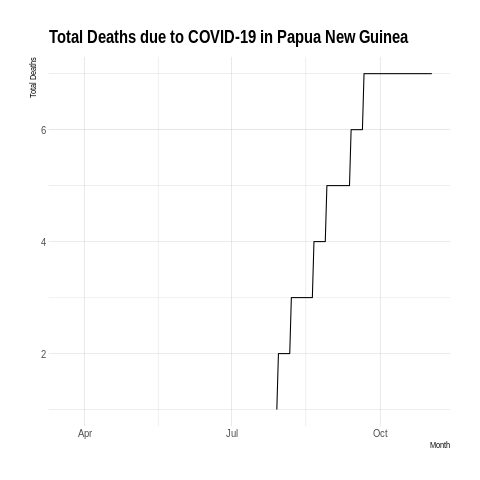 Total Deaths due to COVID-19 in Papua New Guinea
Total Deaths
6
4
2
Apr
Jul
Oct
Month